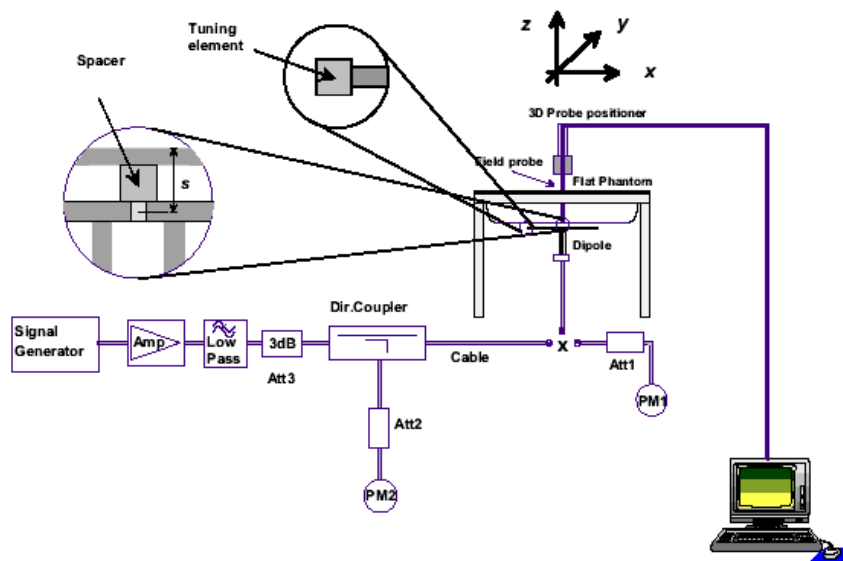 Tuning
element
Spacer
z
y
x
3D Probe positioner
s
Field probe
Flat Phantom
Dipole
Dir.Coupler
Signal
Generator
Amp
Low
Pass
3dB
Att3
Cable
x
Att1
PM1
Att2
PM2